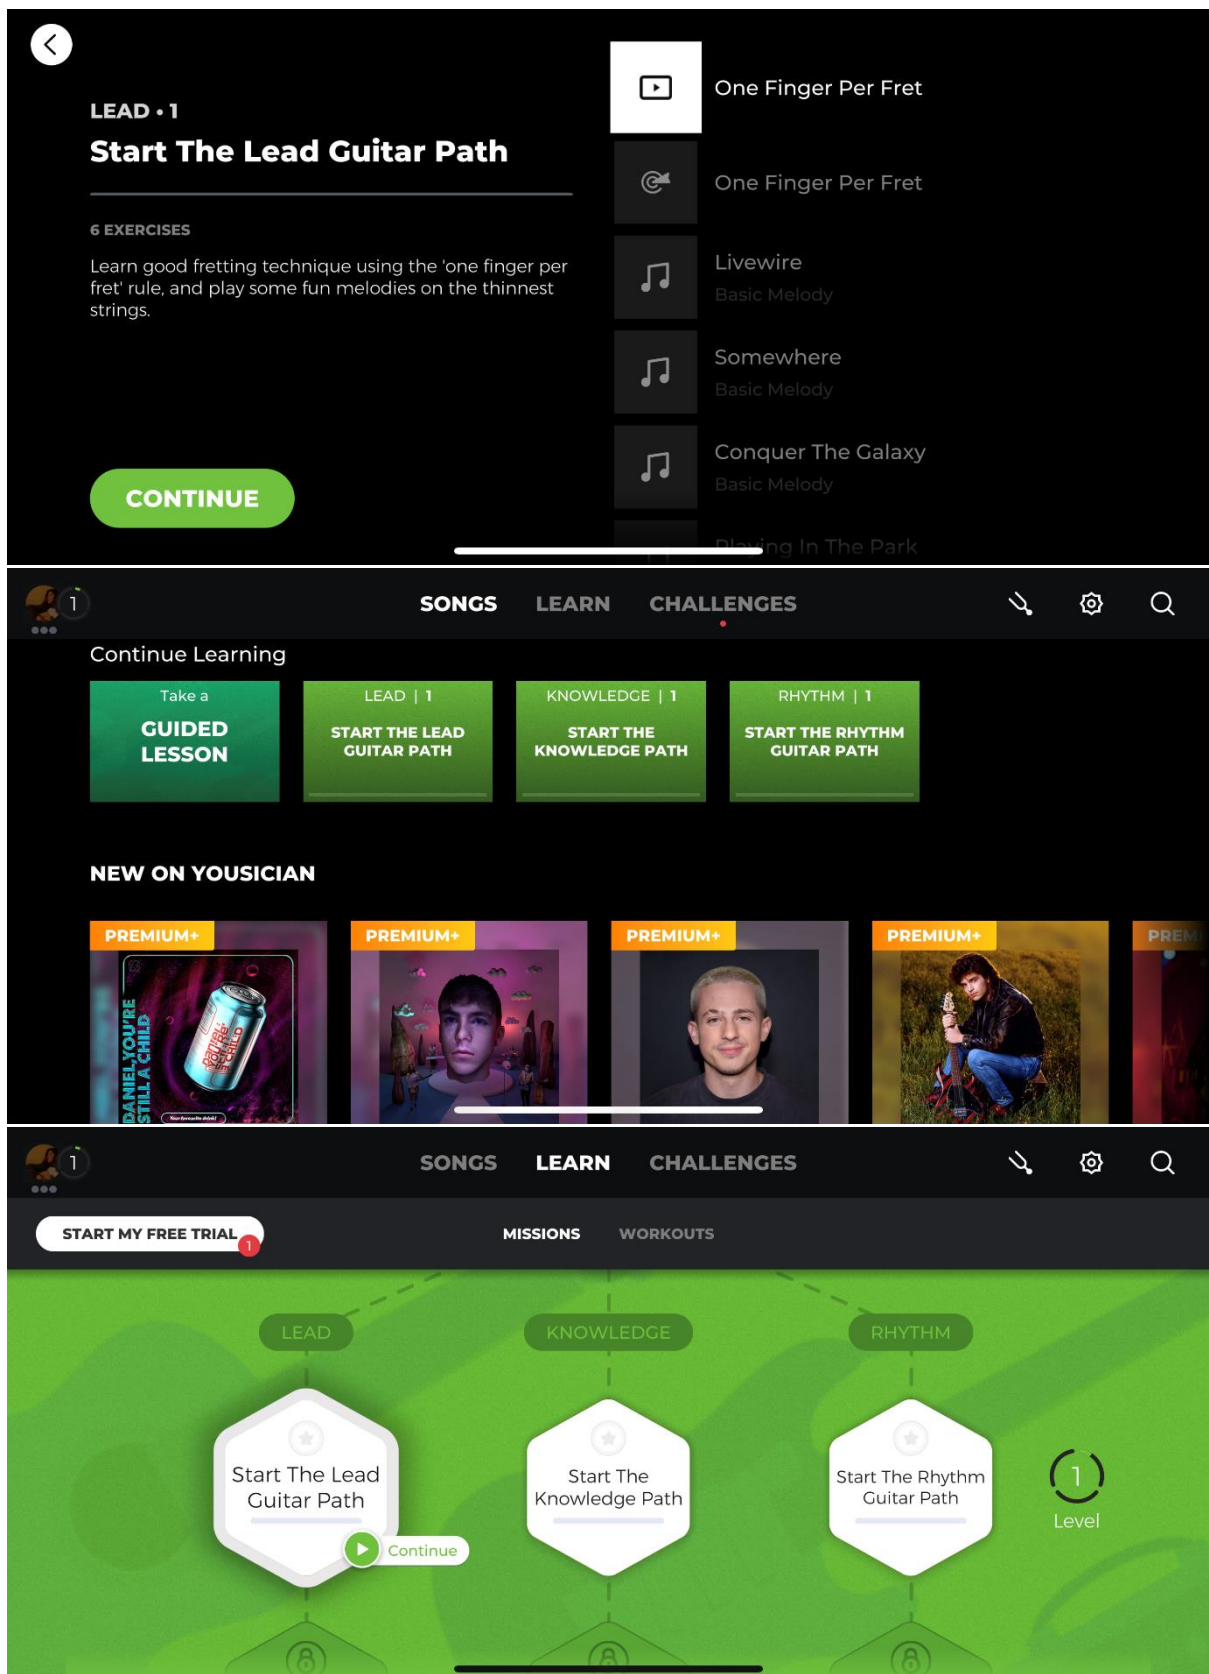 LEAD • 1
Start The Lead Guitar Path
6 EXERCISES
Learn good fretting technique using the 'one finger per
fret' rule, and play some fun melodies on the thinnest
strings.
CONTINUE
One Finger Per Fret
One Finger Per Fret
Livewire
Basic Melody
Somewhere
Basic Melody
Conquer The Galaxy
Basic Melody
Playing In The Park
1
SONGS LEARN CHALLENGES
Continue Learning
Take a
GUIDED
LESSON
LEAD | 1
START THE LEAD
GUITAR PATH
KNOWLEDGE | 1
START THE
KNOWLEDGE PATH
RHYTHM | 1
START THE RHYTHM
GUITAR PATH
NEW ON YOUSICIAN
PREMIUM+
DANIEL, YOU'RE
STILL A CHILD
Your favourite drink!
PREMIUM+
PREMIUM+
PREMIUM+
PREM
1
SONGS LEARN CHALLENGES
START MY FREE TRIAL
1
MISSIONS WORKOUTS
LEAD
KNOWLEDGE
RHYTHM
Start The Lead
Guitar Path
Continue
Start The
Knowledge Path
Start The Rhythm
Guitar Path
1
Level